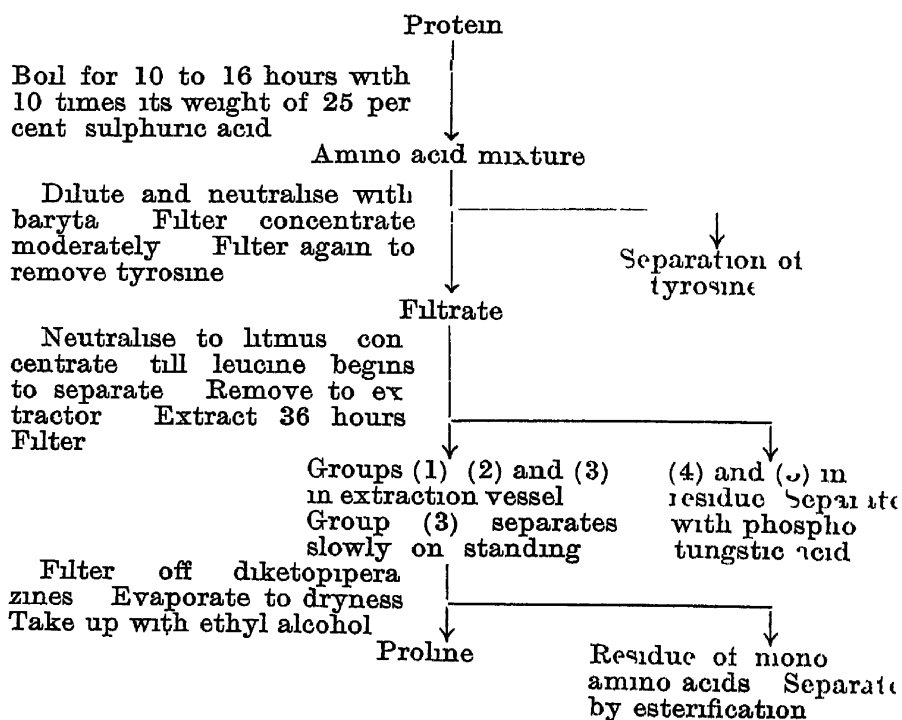 Protein
Boil for 10 to 16 hours with
10 times its weight of 25 per
cent sulphuric acid
Amino acid mixture
Dilute and neutralise with
baryta Filter concentrate
moderately Filter again to
remove tyrosine
Separation of
tyrosine
Filtrate
Neutralise to litmus con
centrate till leucine begins
to separate Remove to ex
tractor Extract 36 hours
Filter
Groups (1) (2) and (3)
in extraction vessel
Group (3) separates
slowly on standing
(4) and in
residue Separate
with phospho
tungstic acid
Filter off diketopipera
zines Evaporate to dryness
Take up with ethyl alcohol
Proline
Residue of mono
amino acids Separate
by esterification